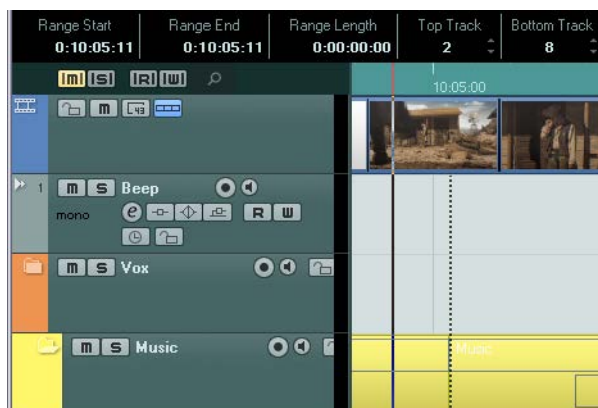 Range Start Range End Range Length Top Track Bottom Track
0:10:05:11 0:10:05:11 0:00:00:00 2 8
m S R W
10:05:00
m 43
1 m S Beep
mono e R W
m S Vox
m S Music Music